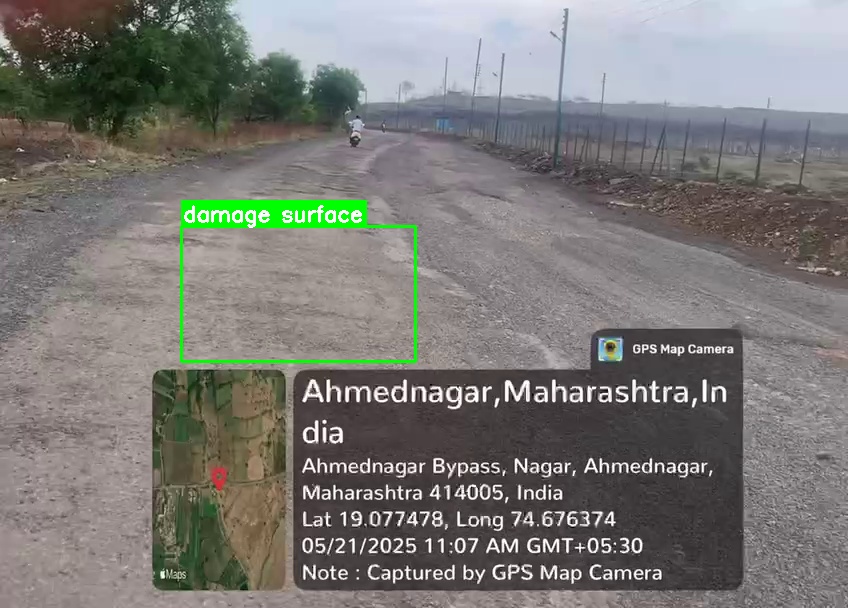 damage surface
GPS Map Camera
Ahmednagar,Maharashtra,In
dia
Ahmednagar Bypass, Nagar, Ahmednagar,
Maharashtra 414005, India
Lat 19.077478, Long 74.676374
05/21/2025 11:07 AM GMT+05:30
Note : Captured by GPS Map Camera
Maps